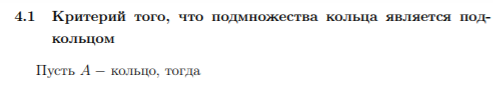 4.1 Критерий того, что подмножества кольца является под-
кольцом
Пусть A – кольцо, тогда